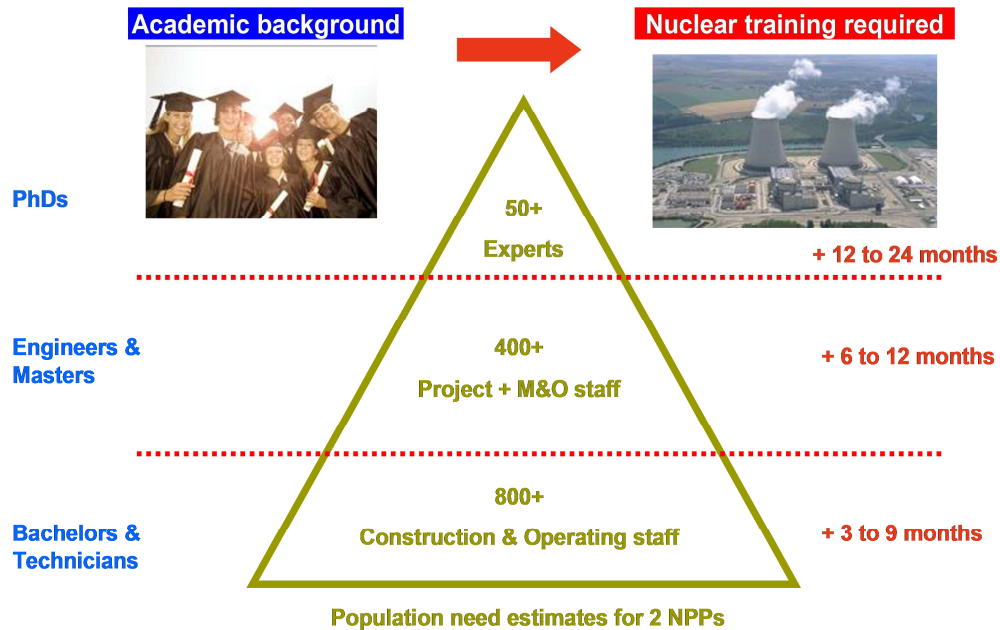 Academic background
Nuclear training required
PhDs
50+
Experts
+ 12 to 24 months
Engineers &
Masters
400+
Project + M&O staff
+ 6 to 12 months
Bachelors &
Technicians
800+
Construction & Operating staff
+ 3 to 9 months
Population need estimates for 2 NPPs